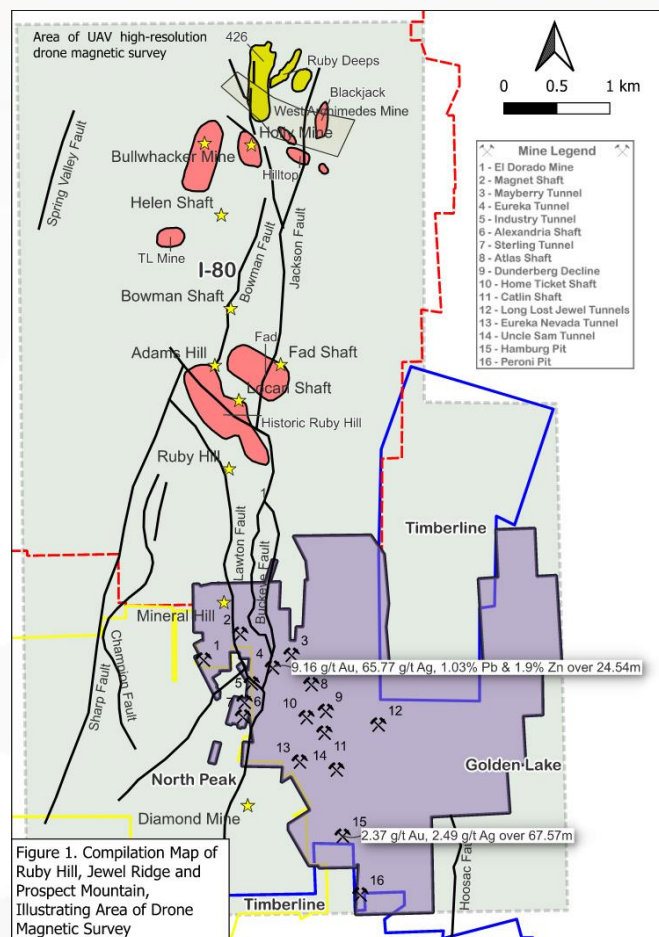 Area of UAV high-resolution
drone magnetic survey
426
Ruby Deeps
Blackjack
West Archimedes Mine
Holly Mine
Bullwhacker Mine
Hilltop
Helen Shaft
Spring Valley Fault
TL Mine
I-80
Bowman Fault
Jackson Fault
Bowman Shaft
Fad
Adams Hill
Fad Shaft
Locan Shaft
Historic Ruby Hill
Ruby Hill
0 0.5 1 km
Mine Legend
1 - El Dorado Mine
2 - Magnet Shaft
3 - Mayberry Tunnel
4 - Eureka Tunnel
5 - Industry Tunnel
6 - Alexandria Shaft
7 - Sterling Tunnel
8 - Atlas Shaft
9 - Dunderberg Decline
10 - Home Ticket Shaft
11 - Catlin Shaft
12 - Long Lost Jewel Tunnels
13 - Eureka Nevada Tunnel
14 - Uncle Sam Tunnel
15 - Hamburg Pit
16 - Peroni Pit
1
Timberline
Lawton Fault
Buckeye Fault
Mineral Hill
2
1
4
3
9.16 g/t Au, 65.77 g/t Ag, 1.03% Pb & 1.9% Zn over 24.54m
5
8
6
7
9
10
12
11
Sharp Fault
Champion Fault
13
14
North Peak
Golden Lake
Diamond Mine
15
2.37 g/t Au, 2.49 g/t Ag over 67.57m
Hoosac Fau
16
Timberline
Figure 1. Compilation Map of
Ruby Hill, Jewel Ridge and
Prospect Mountain,
Illustrating Area of Drone
Magnetic Survey